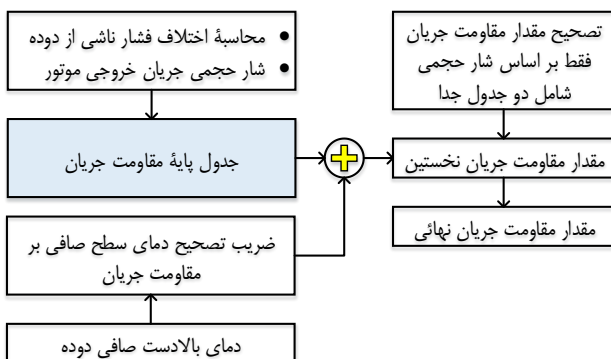 تصحیح مقدار مقاومت جریان
فقط بر اساس شار حجمی
شامل دو جدول جدا
مقدار مقاومت جریان نخستین
مقدار مقاومت جریان نهائی
• محاسبهٔ اختلاف فشار ناشی از دوده
• شار حجمی جریان خروجی موتور
جدول پایهٔ مقاومت جریان
ضریب تصحیح دمای سطح صافی بر
مقاومت جریان
دمای بالادست صافی دوده